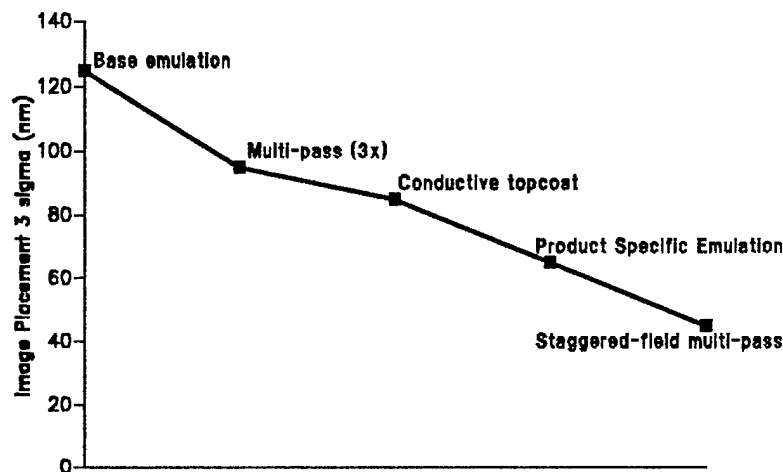 140
Base emulation
120
100
Multi-pass (3x)
Conductive topcoat
80
Product Specific Emulation
60
40
Staggered-field multi-pass
20
0
Image Placement 3 sigma (nm)